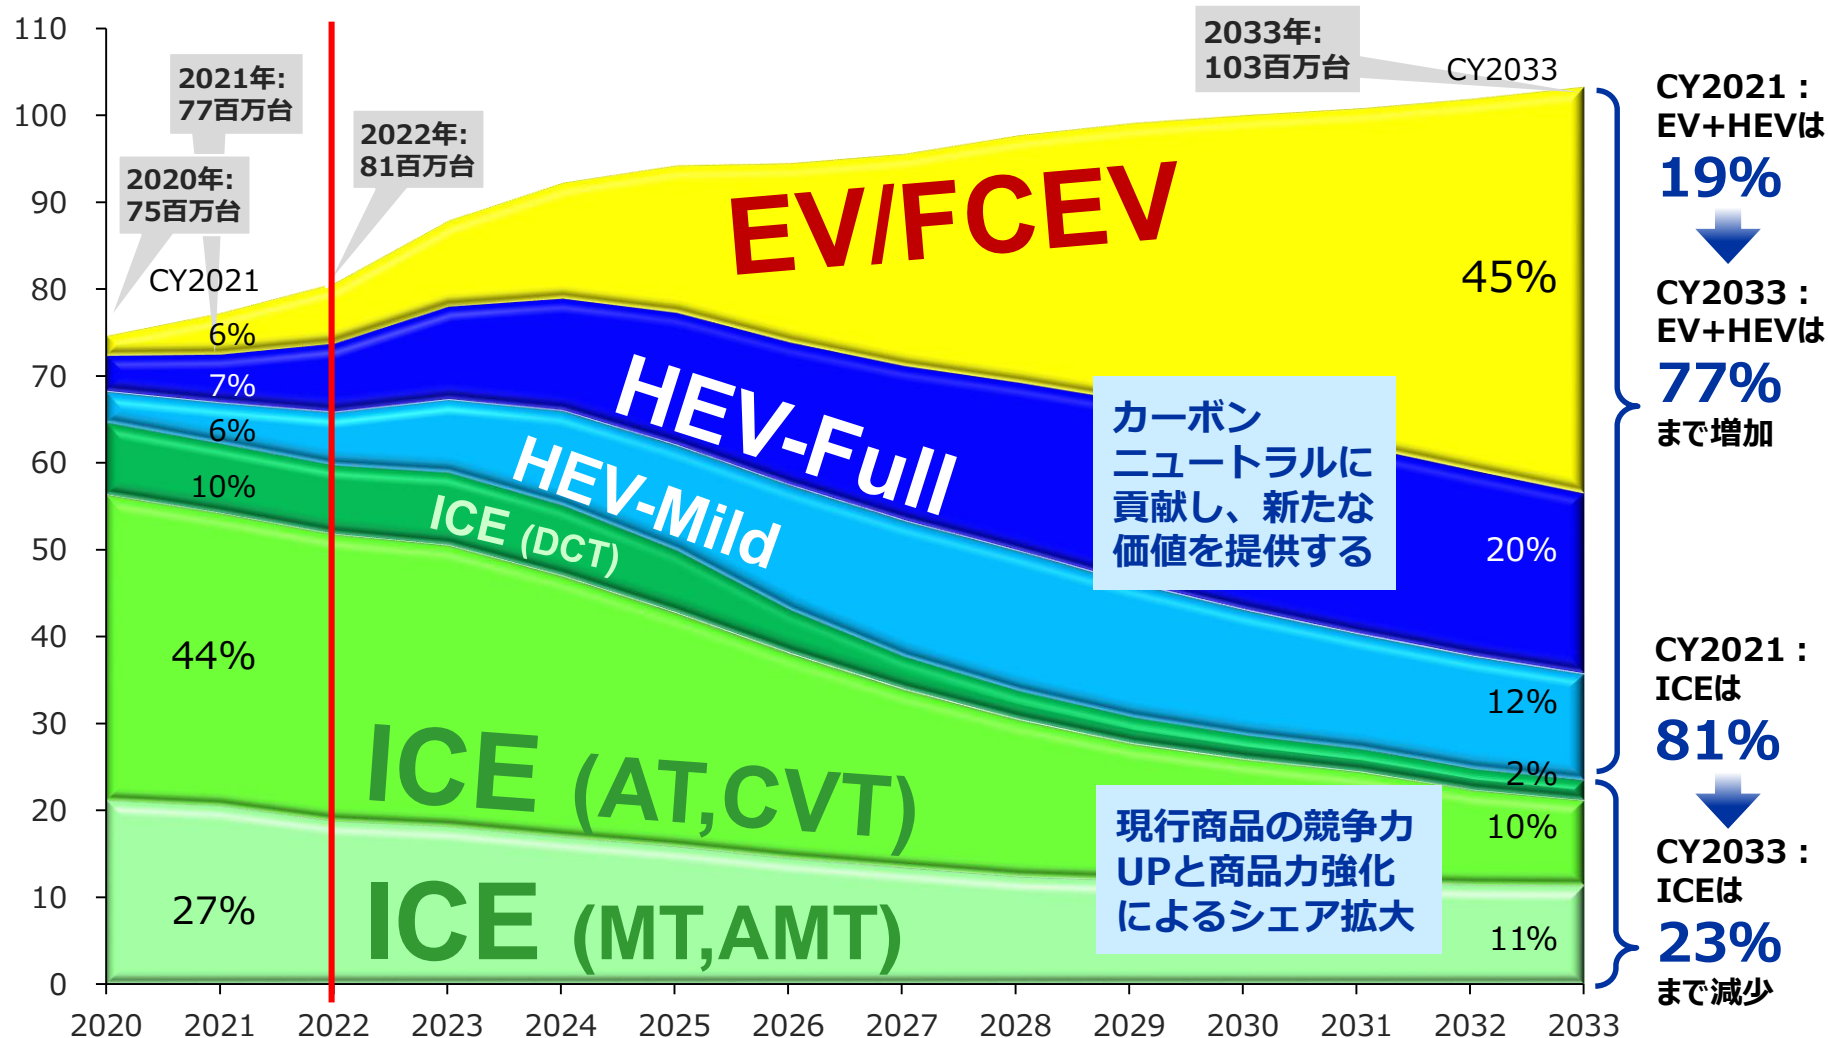 110
100
90
80
70
60
50
40
30
20
10
0
2020年:
75百万台
2021年:
77百万台
2022年:
81百万台
2033年:
103百万台
CY2021
6%
7%
6%
10%
44%
27%
CY2033
45%
20%
12%
2%
10%
11%
EV/FCEV
HEV-Full
HEV-Mild
ICE (DCT)
ICE (AT,CVT)
ICE (MT,AMT)
カーボン
ニュートラルに
貢献し、新たな
価値を提供する
現行商品の競争力
UPと商品力強化
によるシェア拡大
2020 2021 2022 2023 2024 2025 2026 2027 2028 2029 2030 2031 2032 2033
CY2021：
EV+HEVは
19%
CY2033：
EV+HEVは
77%
まで増加
CY2021：
ICEは
81%
CY2033：
ICEは
23%
まで減少